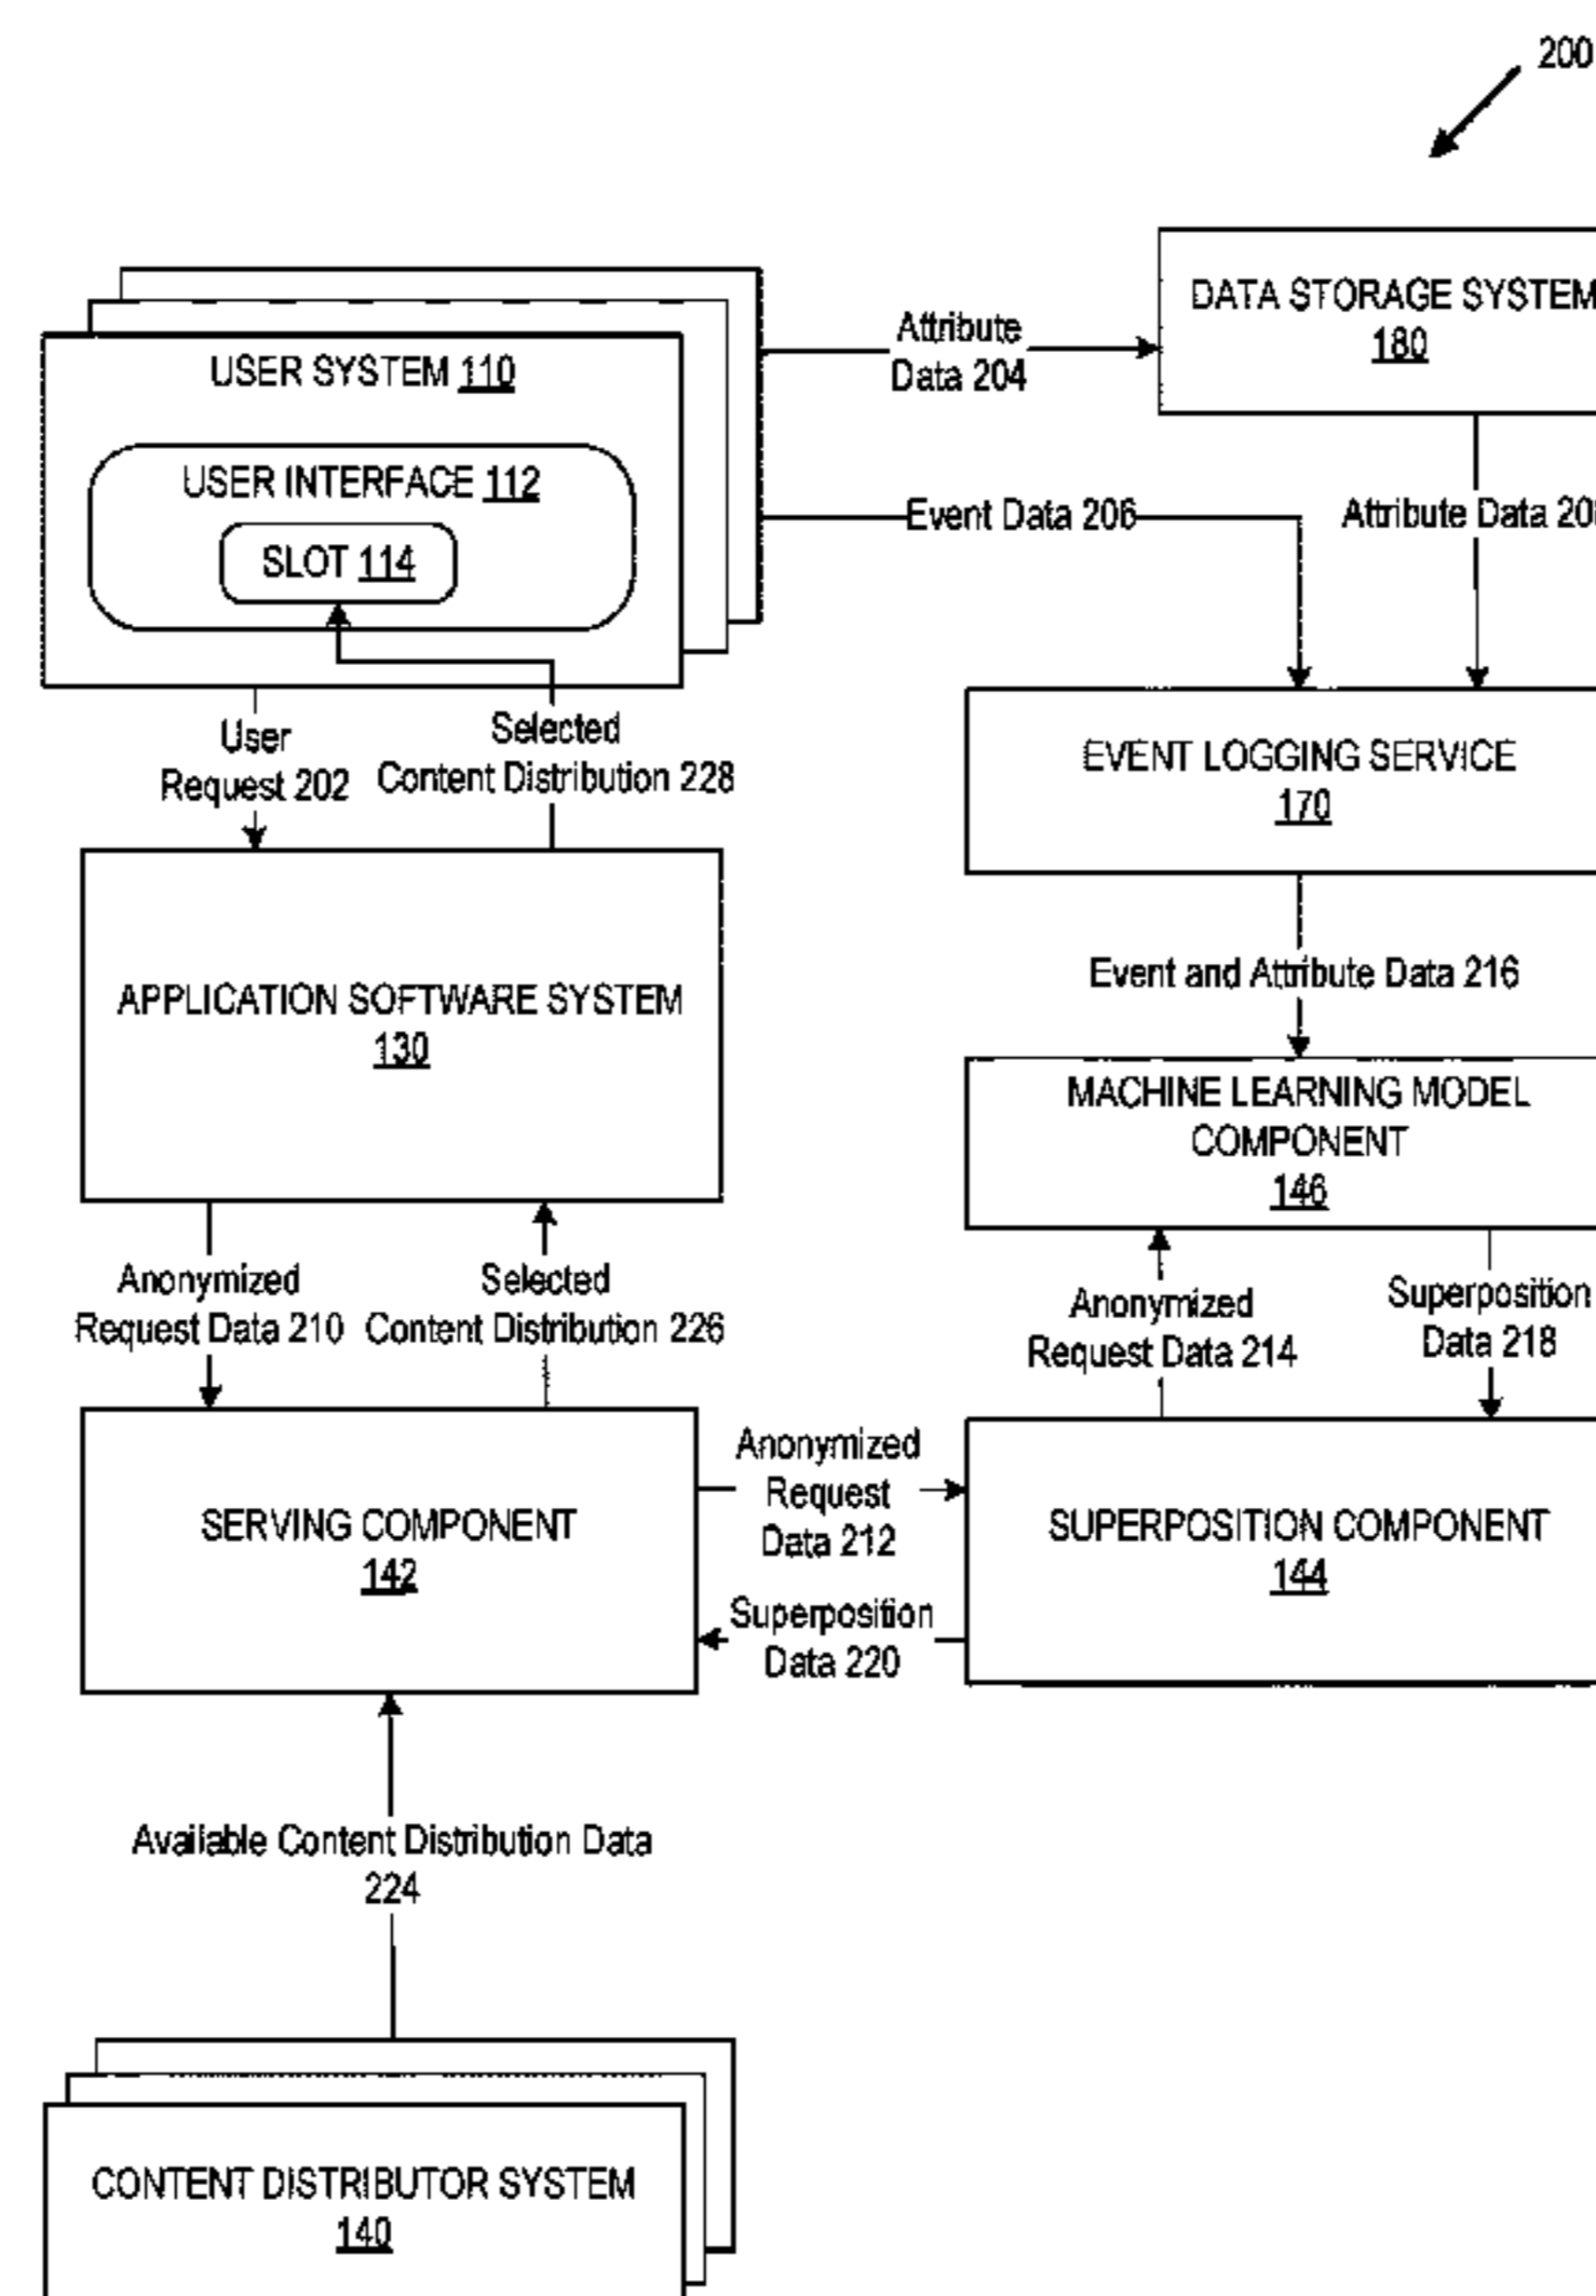 200
DATA STORAGE SYSTEM
180
Attribute
Data 204
USER SYSTEM 110
USER INTERFACE 112
SLOT 114
Event Data 206
Attribute Data
User
Request 202
Selected
Content Distribution 228
EVENT LOGGING SERVICE
170
APPLICATION SOFTWARE SYSTEM
130
Event and Attribute Data 216
MACHINE LEARNING MODEL
COMPONENT
146
Anonymized
Request Data 210
Selected
Content Distribution 226
Anonymized
Request Data 214
Superposition
Data 218
SERVING COMPONENT
142
Anonymized
Request
Data 212
Superposition
Data 220
SUPERPOSITION COMPONENT
144
Available Content Distribution Data
224
CONTENT DISTRIBUTOR SYSTEM
140